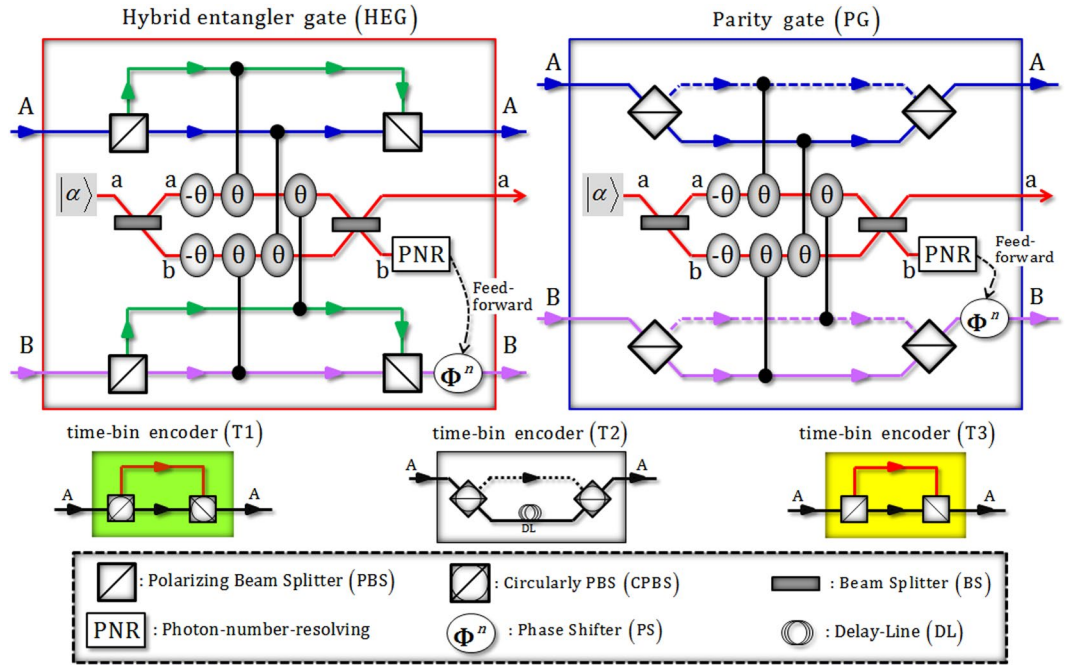 Hybrid entangler gate (HEG)
Parity gate (PG)
A
A
|α⟩
a
a
-θ
θ
θ
a
b
-θ
θ
θ
b
PNR
Feed-
forward
B
Φⁿ
B
A
A
|α⟩
a
a
-θ
θ
θ
a
b
-θ
θ
θ
b
PNR
Feed-
forward
B
Φⁿ
B
time-bin encoder (T1)
A
A
time-bin encoder (T2)
A
A
DL
time-bin encoder (T3)
A
A
: Polarizing Beam Splitter (PBS)
: Circularly PBS (CPBS)
: Beam Splitter (BS)
PNR : Photon-number-resolving
Φⁿ : Phase Shifter (PS)
: Delay-Line (DL)